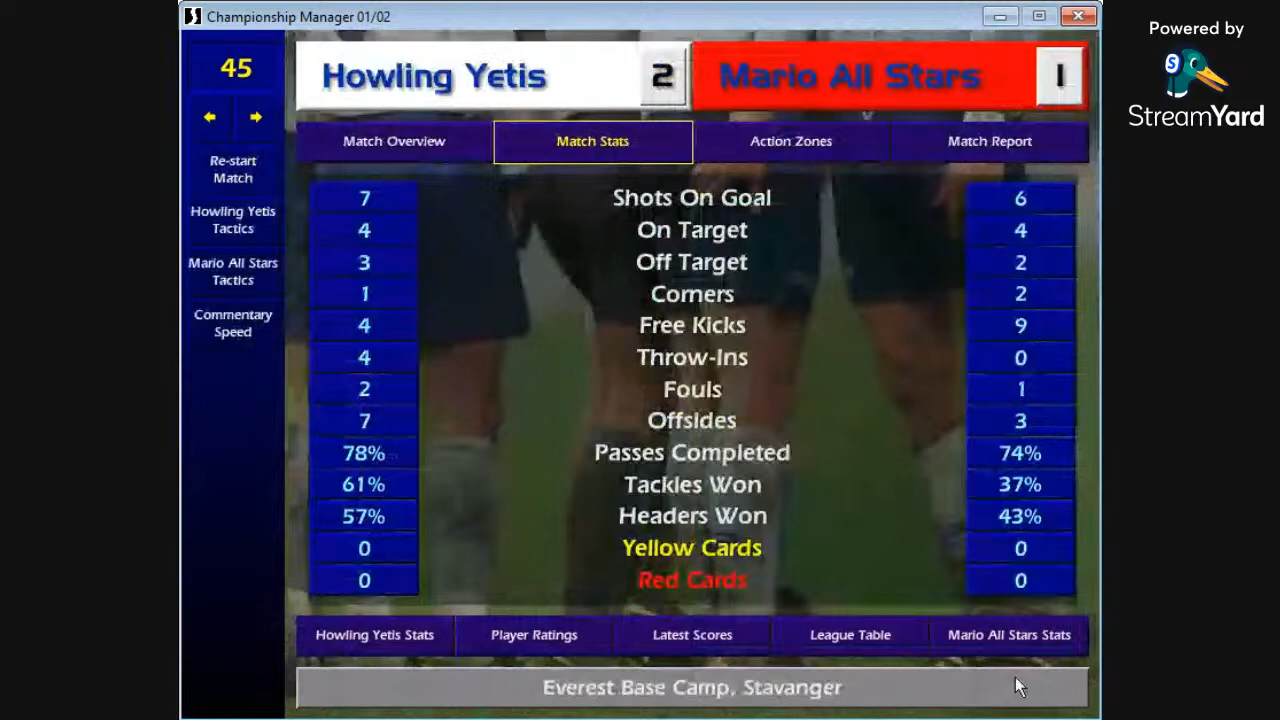 Championship Manager 01/02
Powered by
StreamYard
45
Howling Yetis 2 Mario All Stars 1
Re-start
Match
Howling Yetis
Tactics
Mario All Stars
Tactics
Commentary
Speed
Match Overview Match Stats Action Zones Match Report
7 Shots On Goal 6
4 On Target 4
3 Off Target 2
1 Corners 2
4 Free Kicks 9
4 Throw-Ins 0
2 Fouls 1
7 Offsides 3
78% Passes Completed 74%
61% Tackles Won 37%
57% Headers Won 43%
0 Yellow Cards 0
0 Red Cards 0
Howling Yetis Stats Player Ratings Latest Scores League Table Mario All Stars Stats
Everest Base Camp, Stavanger